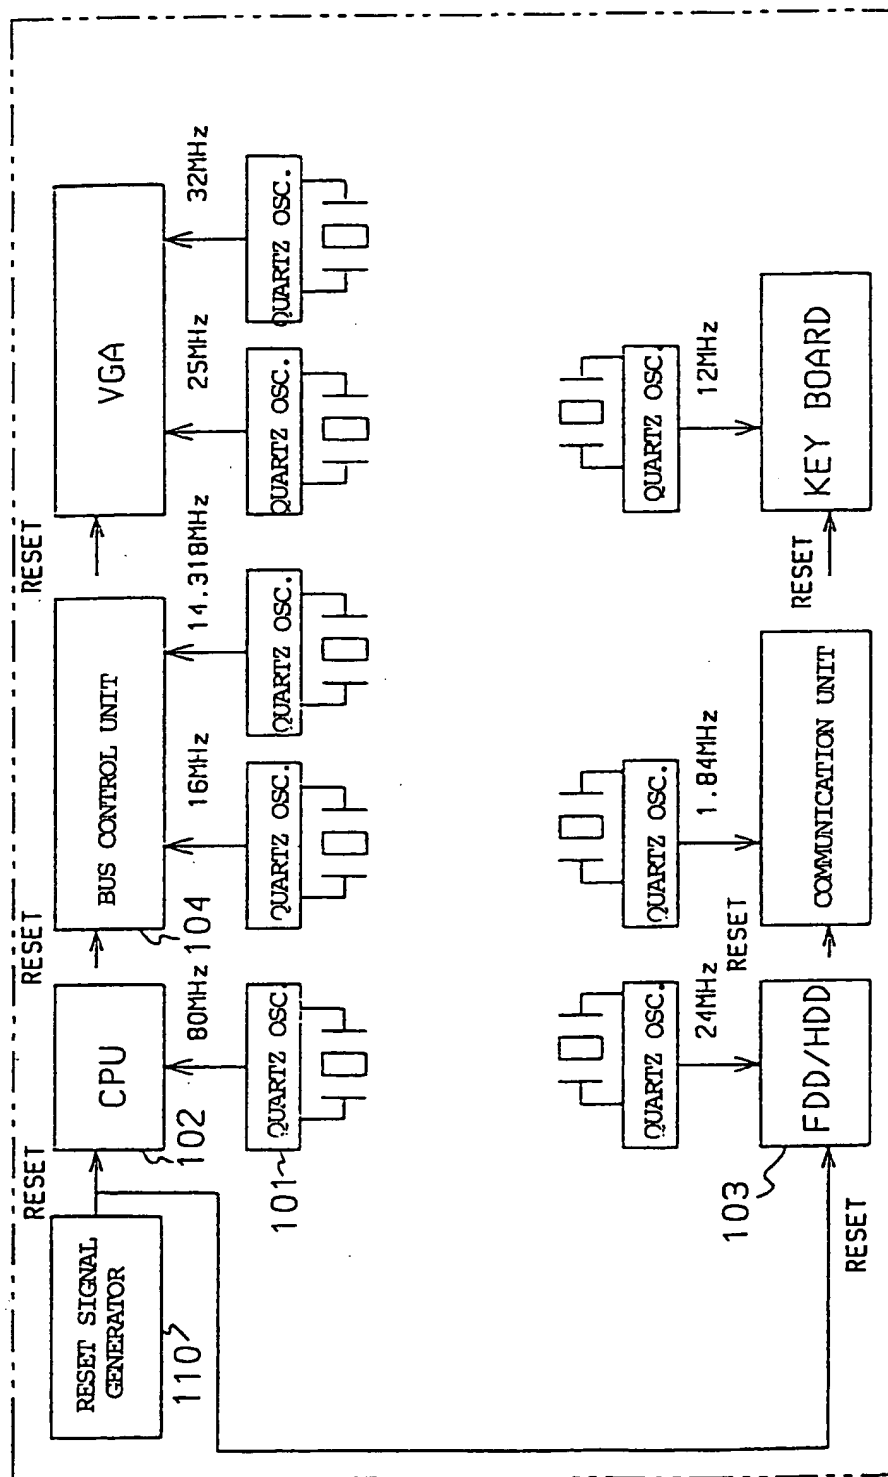 RESET SIGNAL
GENERATOR
110
RESET
CPU
102
80MHz
QUARTZ OSC.
101
RESET
BUS CONTROL UNIT
104
16MHz
QUARTZ OSC.
14.318MHz
QUARTZ OSC.
RESET
VGA
25MHz
QUARTZ OSC.
32MHz
QUARTZ OSC.
QUARTZ OSC.
24MHz
FDD/HDD
103
RESET
QUARTZ OSC.
1.84MHz
RESET
COMMUNICATION UNIT
QUARTZ OSC.
12MHz
RESET
KEY BOARD